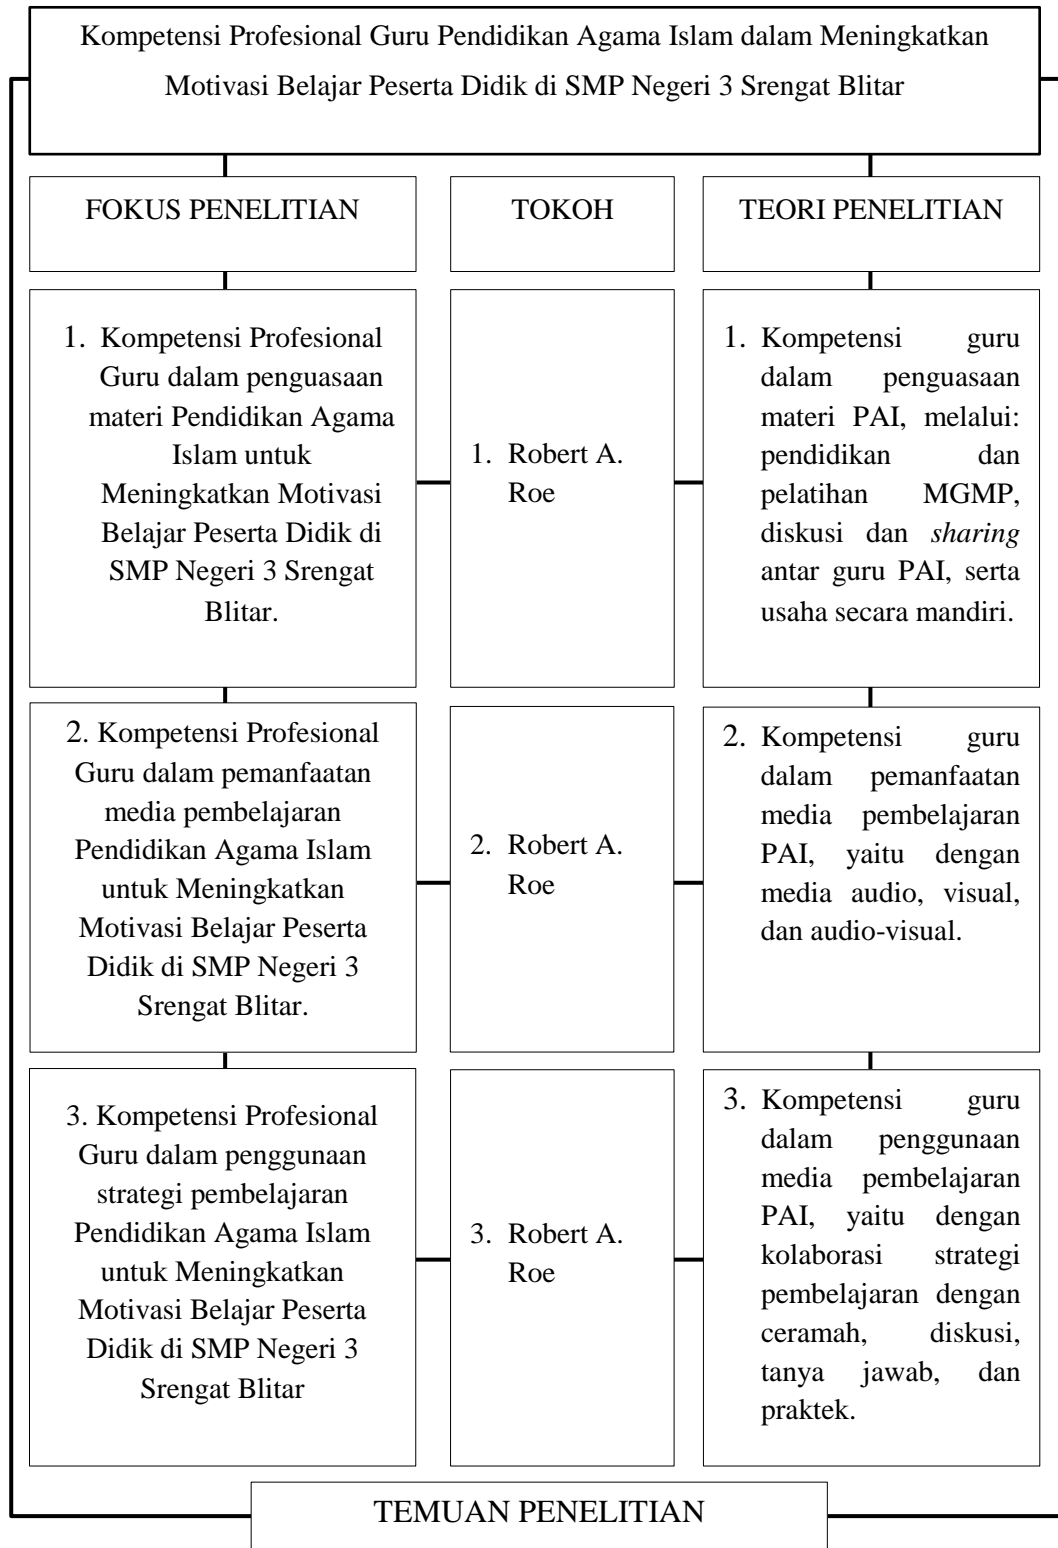 Kompetensi Profesional Guru Pendidikan Agama Islam dalam Meningkatkan
Motivasi Belajar Peserta Didik di SMP Negeri 3 Srengat Blitar
FOKUS PENELITIAN
TOKOH
TEORI PENELITIAN
1. Kompetensi Profesional
Guru dalam penguasaan
materi Pendidikan Agama
Islam untuk
Meningkatkan Motivasi
Belajar Peserta Didik di
SMP Negeri 3 Srengat
Blitar.
1. Robert A.
Roe
1. Kompetensi guru
dalam penguasaan
materi PAI, melalui:
pendidikan dan
pelatihan MGMP,
diskusi dan sharing
antar guru PAI, serta
usaha secara mandiri.
2. Kompetensi Profesional
Guru dalam pemanfaatan
media pembelajaran
Pendidikan Agama Islam
untuk Meningkatkan
Motivasi Belajar Peserta
Didik di SMP Negeri 3
Srengat Blitar.
2. Robert A.
Roe
2. Kompetensi guru
dalam pemanfaatan
media pembelajaran
PAI, yaitu dengan
media audio, visual,
dan audio-visual.
3. Kompetensi Profesional
Guru dalam penggunaan
strategi pembelajaran
Pendidikan Agama Islam
untuk Meningkatkan
Motivasi Belajar Peserta
Didik di SMP Negeri 3
Srengat Blitar
3. Robert A.
Roe
3. Kompetensi guru
dalam penggunaan
media pembelajaran
PAI, yaitu dengan
kolaborasi strategi
pembelajaran dengan
ceramah, diskusi,
tanya jawab, dan
praktek.
TEMUAN PENELITIAN